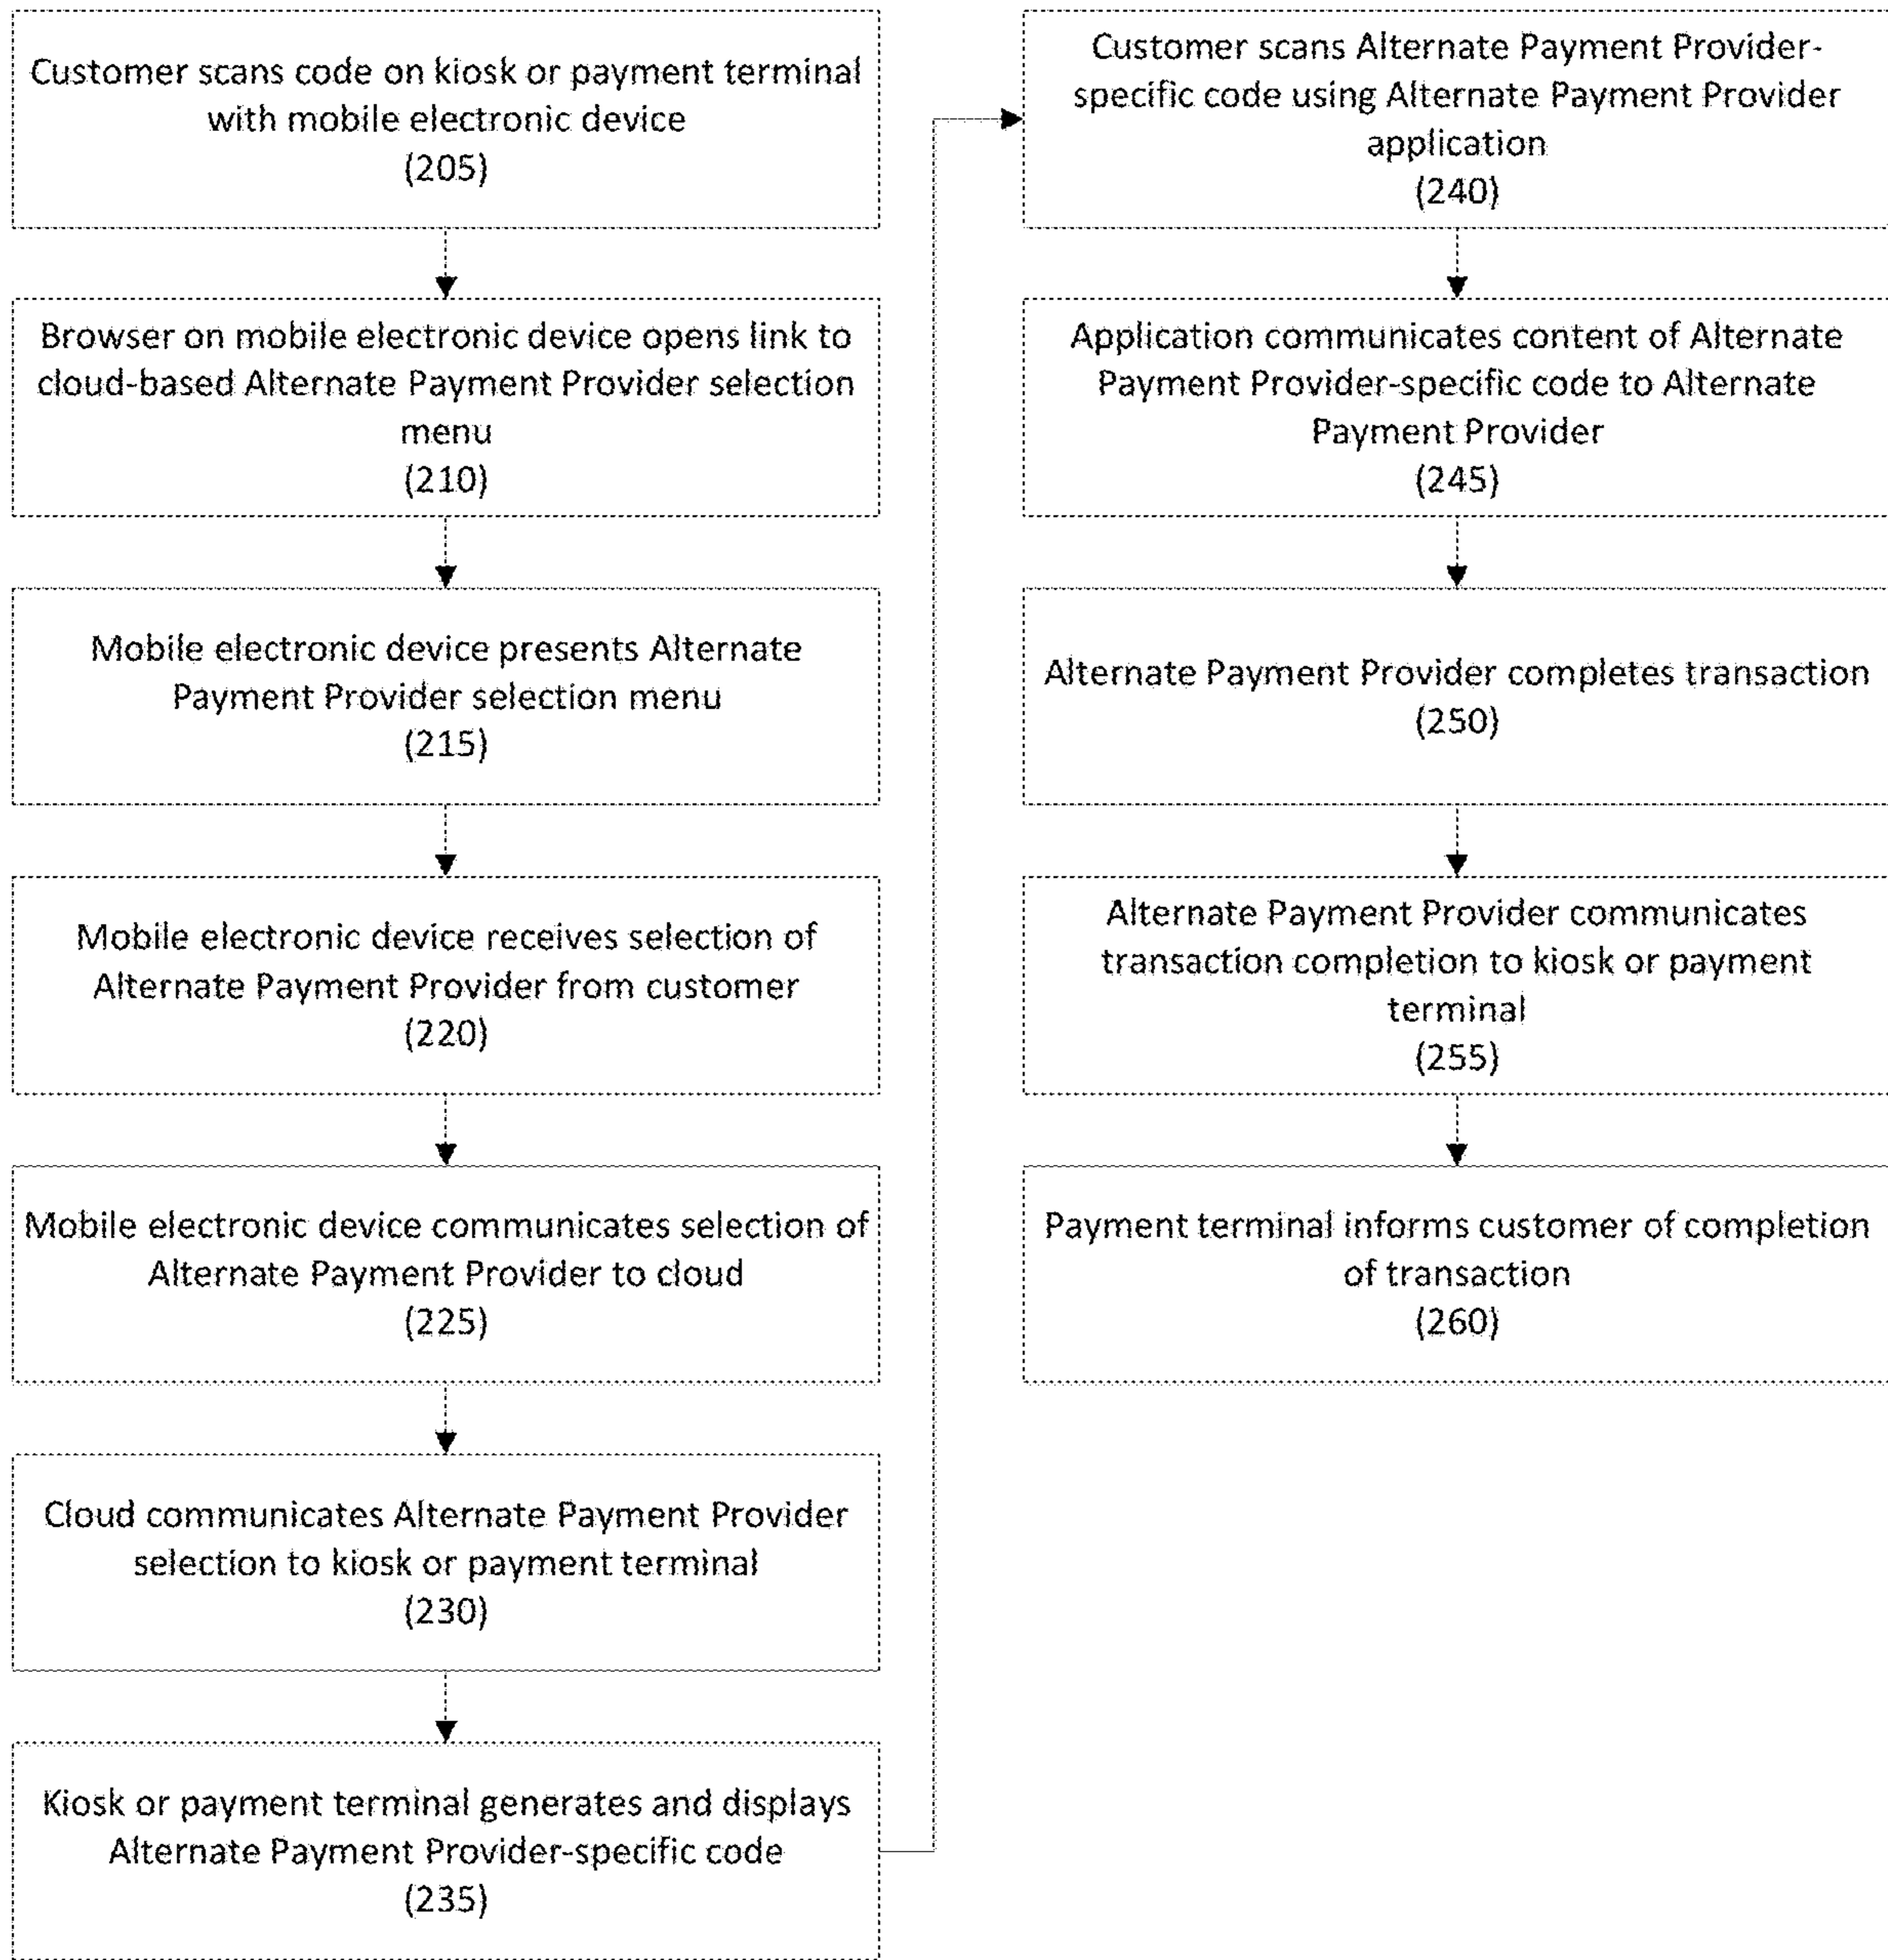 Customer scans code on kiosk or payment terminal
with mobile electronic device
(205)
Browser on mobile electronic device opens link to
cloud-based Alternate Payment Provider selection
menu
(210)
Mobile electronic device presents Alternate
Payment Provider selection menu
(215)
Mobile electronic device receives selection of
Alternate Payment Provider from customer
(220)
Mobile electronic device communicates selection of
Alternate Payment Provider to cloud
(225)
Cloud communicates Alternate Payment Provider
selection to kiosk or payment terminal
(230)
Kiosk or payment terminal generates and displays
Alternate Payment Provider-specific code
(235)
Customer scans Alternate Payment Provider-
specific code using Alternate Payment Provider
application
(240)
Application communicates content of Alternate
Payment Provider-specific code to Alternate
Payment Provider
(245)
Alternate Payment Provider completes transaction
(250)
Alternate Payment Provider communicates
transaction completion to kiosk or payment
terminal
(255)
Payment terminal informs customer of completion
of transaction
(260)